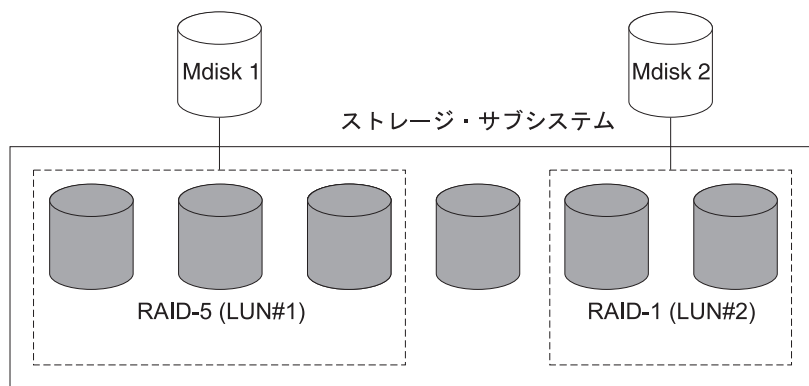 Mdisk 1
Mdisk 2
ストレージ・サブシステム
RAID-5 (LUN#1)
RAID-1 (LUN#2)